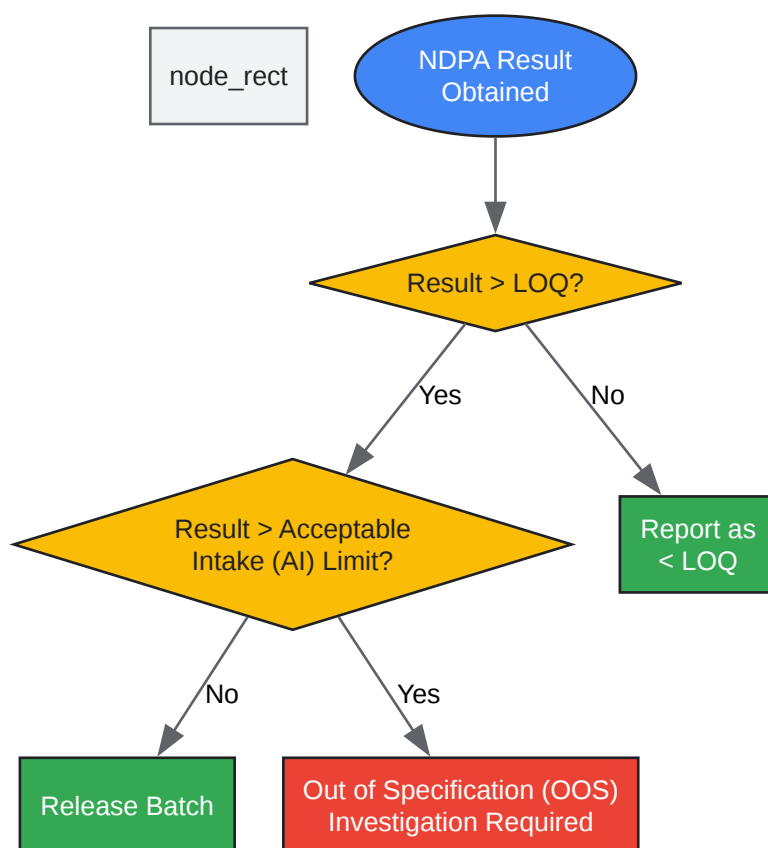 node_rect
NDPA Result
Obtained
Result > LOQ?
Yes
No
Result > Acceptable
Intake (AI) Limit?
Report as
< LOQ
No
Yes
Release Batch
Out of Specification (OOS)
Investigation Required